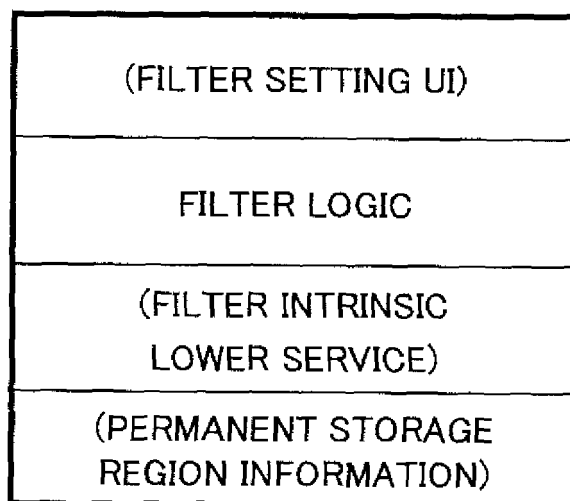 (FILTER SETTING UI)
FILTER LOGIC
(FILTER INTRINSIC
LOWER SERVICE)
(PERMANENT STORAGE
REGION INFORMATION)